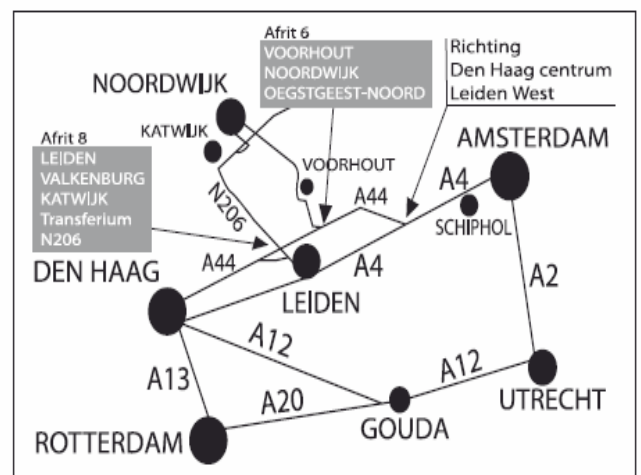 Afrit 6
VOORHOUT
NOORDWIJK
OEGSTGEEST-NOORD
Richting
Den Haag centrum
Leiden West
NOORDWIJK
KATWIJK
Afrit 8
LEIDEN
VALKENBURG
KATWIJK
Transferium
N206
VOORHOUT
AMSTERDAM
A44
A4
SCHIPHOL
N206
A44
A4
DEN HAAG
LEIDEN
A2
A12
A13
A12
A20
GOUDA
UTRECHT
ROTTERDAM